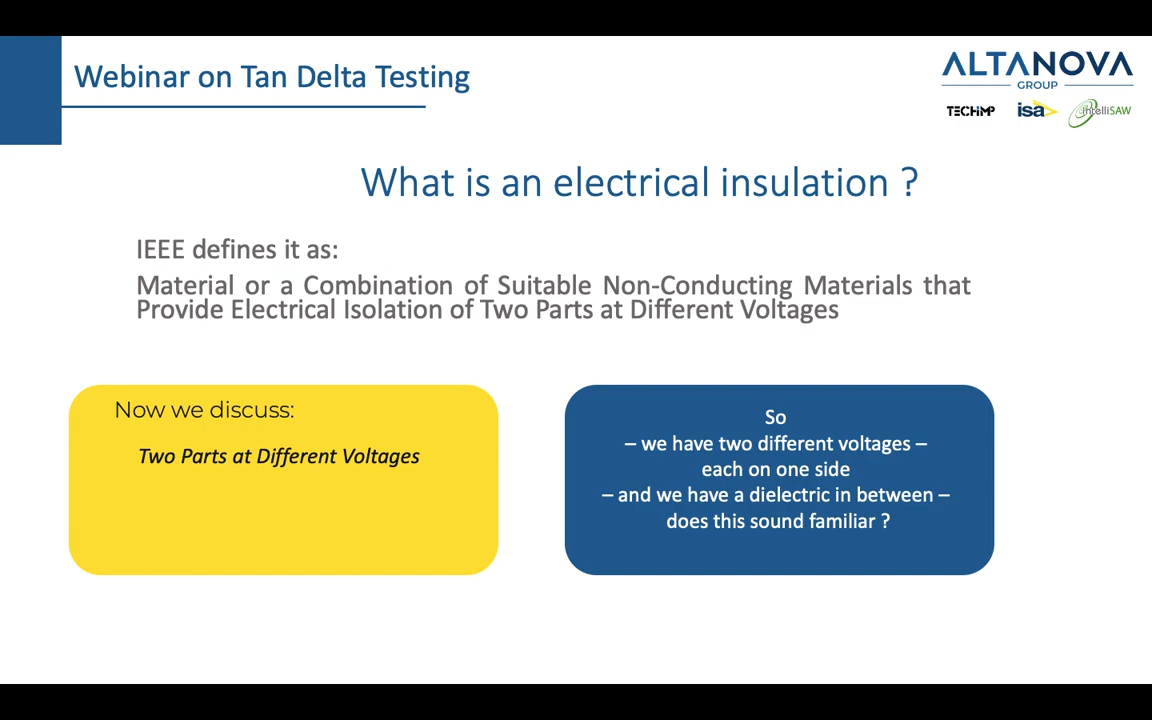 Webinar on Tan Delta Testing
ALTANOVA
GROUP
TECHIMP
isa
intelliSAW
What is an electrical insulation ?
IEEE defines it as:
Material or a Combination of Suitable Non-Conducting Materials that
Provide Electrical Isolation of Two Parts at Different Voltages
Now we discuss:
Two Parts at Different Voltages
So
– we have two different voltages –
each on one side
– and we have a dielectric in between –
does this sound familiar ?